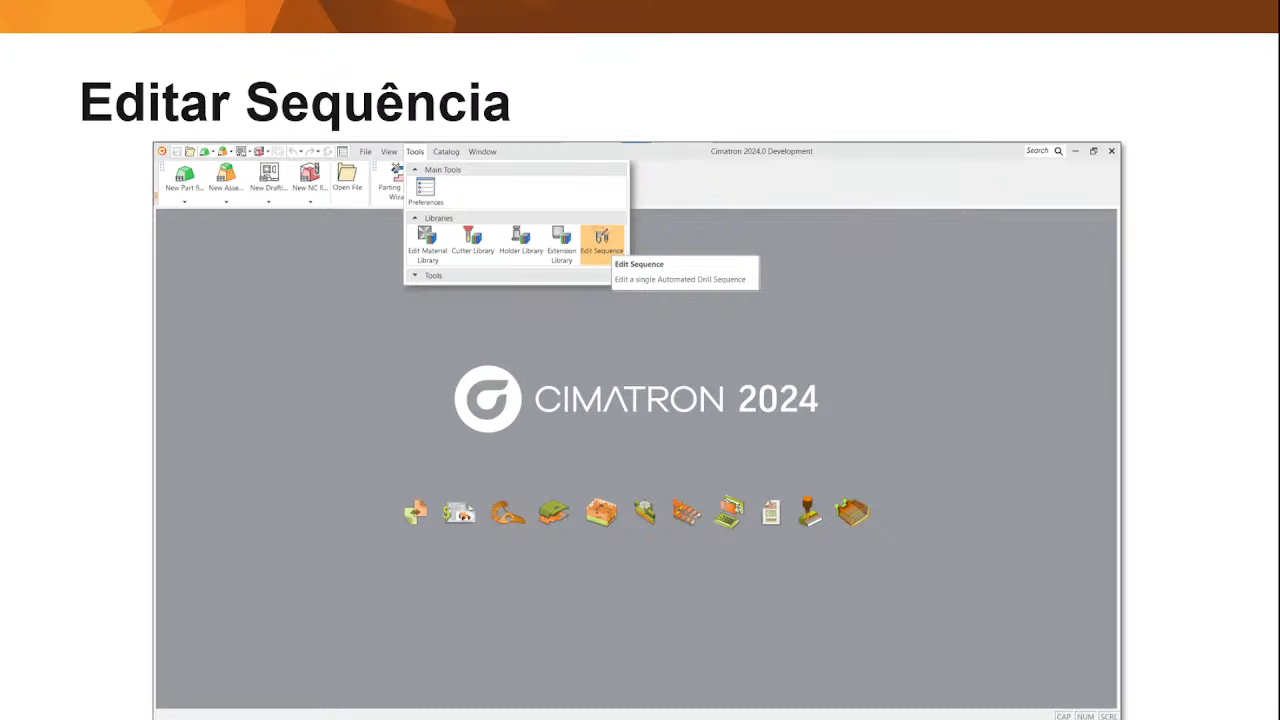 Editar Sequência
File View Tools Catalog Window Cimatron 2024.0 Development Search
New Part fi... New Asse... New Drafti... New NC fi... Open File Parting
Wiza
Main Tools
Preferences
Libraries
Edit Material Library Cutter Library Holder Library Extension Library Edit Sequence
Tools
Edit Sequence
Edit a single Automated Drill Sequence
CIMATRON 2024
CAP NUM SCRL